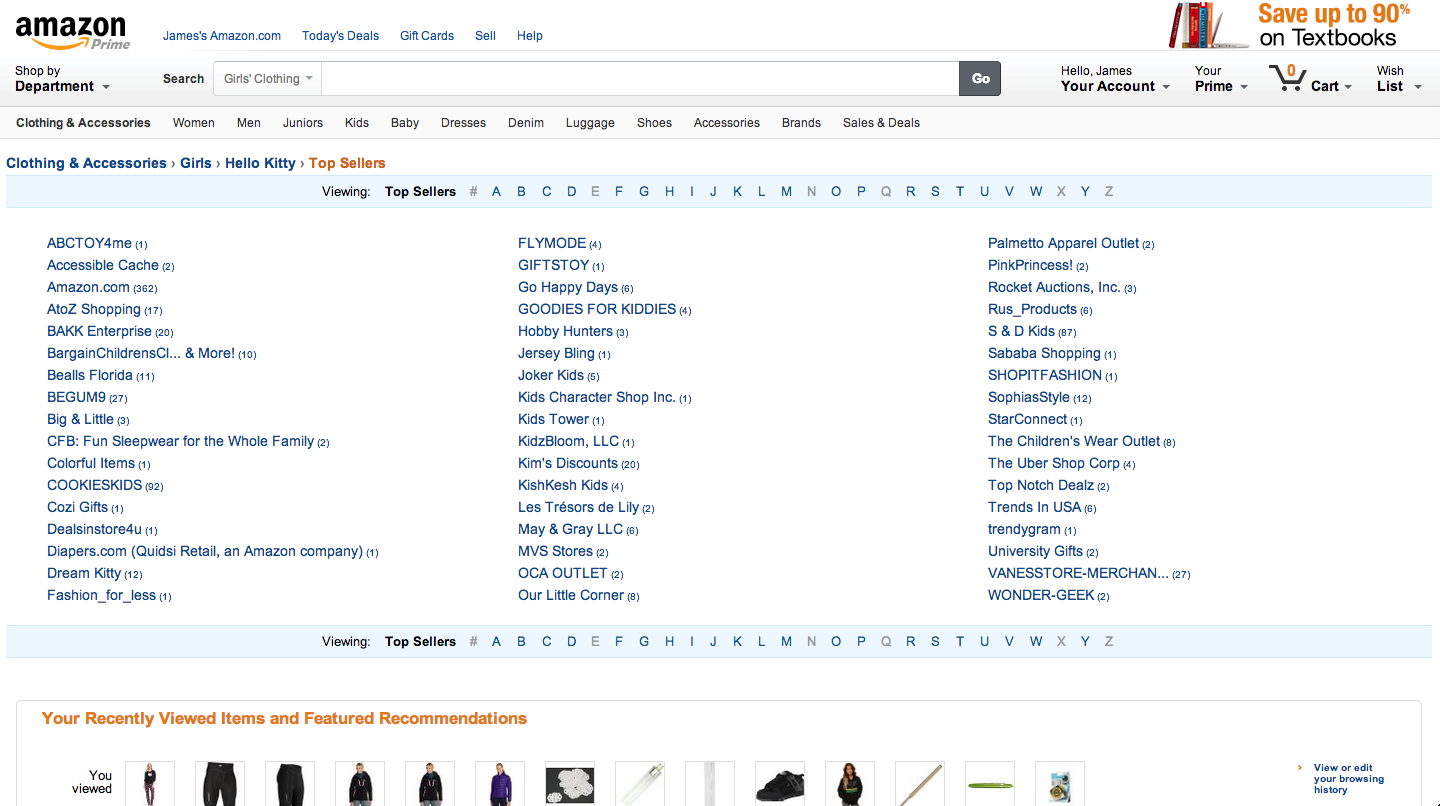 amazon
Prime
James's Amazon.com Today's Deals Gift Cards Sell Help
Save up to 90%
on Textbooks
Shop by
Department
Search Girls' Clothing Go
Hello, James
Your Account
Your
Prime
0
Cart
Wish
List
Clothing & Accessories Women Men Juniors Kids Baby Dresses Denim Luggage Shoes Accessories Brands Sales & Deals
Clothing & Accessories › Girls › Hello Kitty › Top Sellers
Viewing: Top Sellers # A B C D E F G H I J K L M N O P Q R S T U V W X Y Z
ABCTOY4me (1)
Accessible Cache (2)
Amazon.com (362)
AtoZ Shopping (17)
BAKK Enterprise (20)
BargainChildrensCl... & More! (10)
Bealls Florida (11)
BEGUM9 (27)
Big & Little (3)
CFB: Fun Sleepwear for the Whole Family (2)
Colorful Items (1)
COOKIESKIDS (92)
Cozi Gifts (1)
Dealsinstore4u (1)
Diapers.com (Quidsi Retail, an Amazon company) (1)
Dream Kitty (12)
Fashion_for_less (1)
FLYMODE (4)
GIFTSTOY (1)
Go Happy Days (6)
GOODIES FOR KIDDIES (4)
Hobby Hunters (3)
Jersey Bling (1)
Joker Kids (5)
Kids Character Shop Inc. (1)
Kids Tower (1)
KidzBloom, LLC (1)
Kim's Discounts (20)
KishKesh Kids (4)
Les Trésors de Lily (2)
May & Gray LLC (6)
MVS Stores (2)
OCA OUTLET (2)
Our Little Corner (8)
Palmetto Apparel Outlet (2)
PinkPrincess! (2)
Rocket Auctions, Inc. (3)
Rus_Products (6)
S & D Kids (87)
Sababa Shopping (1)
SHOPITFASHION (1)
SophiasStyle (12)
StarConnect (1)
The Children's Wear Outlet (8)
The Uber Shop Corp (4)
Top Notch Dealz (2)
Trends In USA (6)
trendygram (1)
University Gifts (2)
VANESSTORE-MERCHAN... (27)
WONDER-GEEK (2)
Viewing: Top Sellers # A B C D E F G H I J K L M N O P Q R S T U V W X Y Z
Your Recently Viewed Items and Featured Recommendations
You
viewed
View or edit
your browsing
history